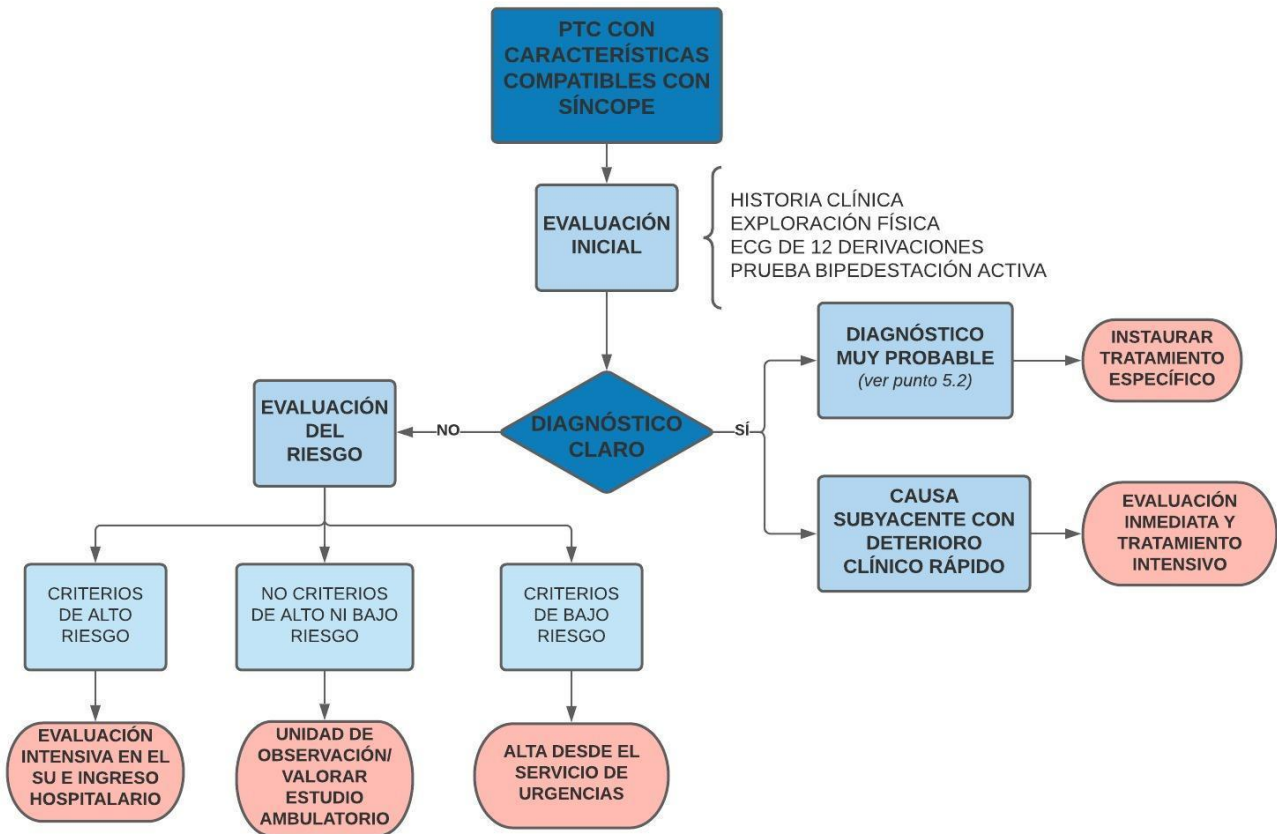 PTC CON
CARACTERÍSTICAS
COMPATIBLES CON
SÍNCOPE
EVALUACIÓN
INICIAL
HISTORIA CLÍNICA
EXPLORACIÓN FÍSICA
ECG DE 12 DERIVACIONES
PRUEBA BIPEDESTACIÓN ACTIVA
DIAGNÓSTICO
MUY PROBABLE
(ver punto 5.2)
INSTAURAR
TRATAMIENTO
ESPECÍFICO
EVALUACIÓN
DEL
RIESGO
NO
DIAGNÓSTICO
CLARO
SÍ
CAUSA
SUBYACENTE CON
DETERIORO
CLÍNICO RÁPIDO
EVALUACIÓN
INMEDIATA Y
TRATAMIENTO
INTENSIVO
CRITERIOS
DE ALTO
RIESGO
NO CRITERIOS
DE ALTO NI BAJO
RIESGO
CRITERIOS
DE BAJO
RIESGO
EVALUACIÓN
INTENSIVA EN EL
SU E INGRESO
HOSPITALARIO
UNIDAD DE
OBSERVACIÓN/
VALORAR
ESTUDIO
AMBULATORIO
ALTA DESDE EL
SERVICIO DE
URGENCIAS